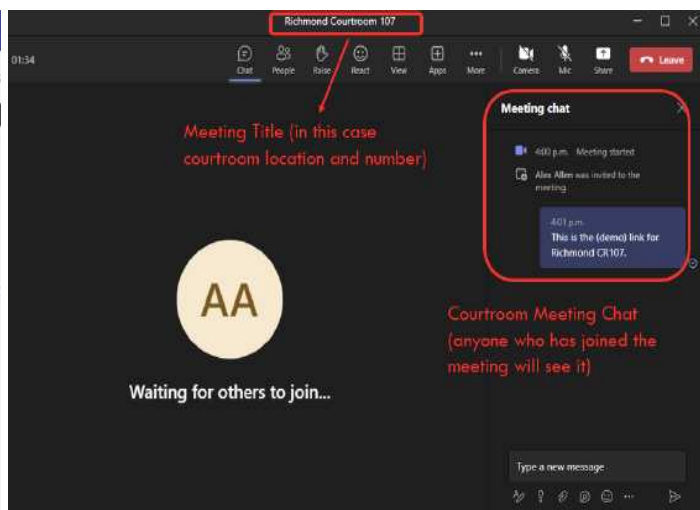 Richmond Courtroom 107
01:34
Chat People Raise React View Apps More Camera Mic Share Leave
Meeting Title (in this case
courtroom location and number)
Meeting chat
4:00 p.m. Meeting started
Alex Allen was invited to the
meeting.
4:01 p.m.
This is the (demo) link for
Richmond CR107.
AA
Waiting for others to join...
Courtroom Meeting Chat
(anyone who has joined the
meeting will see it)
Type a new message